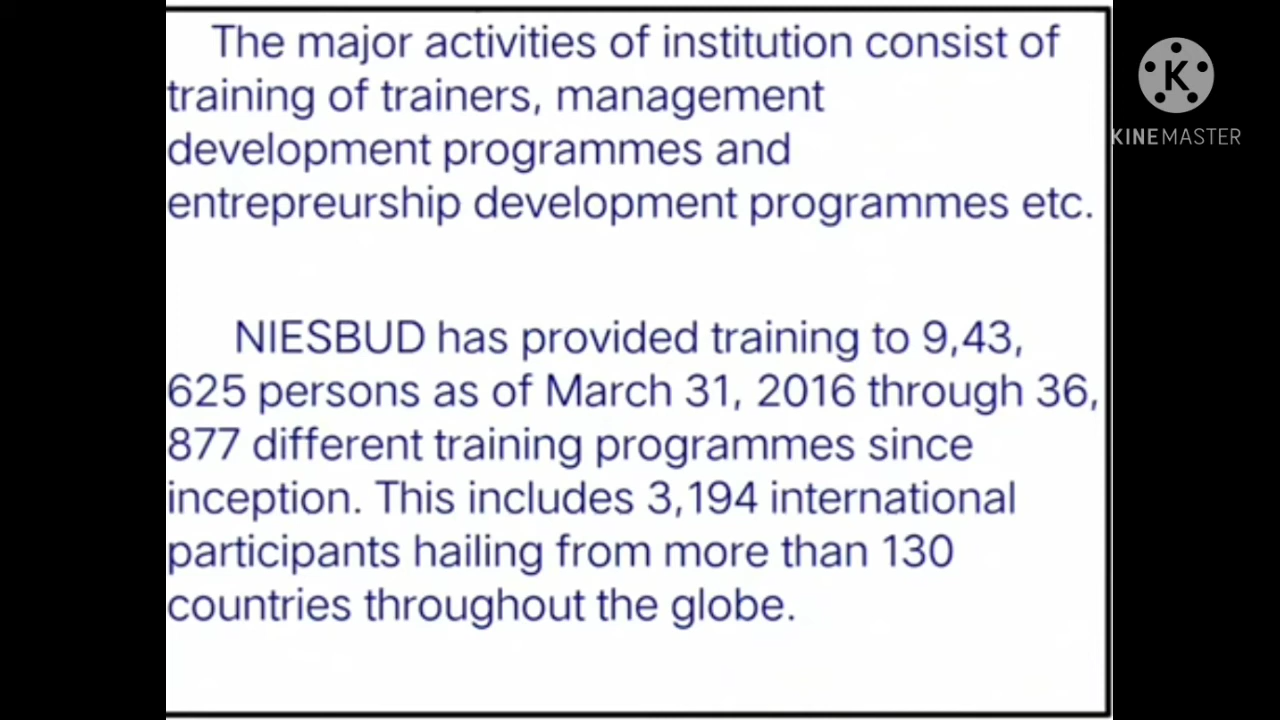 The major activities of institution consist of
training of trainers, management
development programmes and
entrepreurship development programmes etc.
NIESBUD has provided training to 9,43,
625 persons as of March 31, 2016 through 36,
877 different training programmes since
inception. This includes 3,194 international
participants hailing from more than 130
countries throughout the globe.
K
KINEMASTER